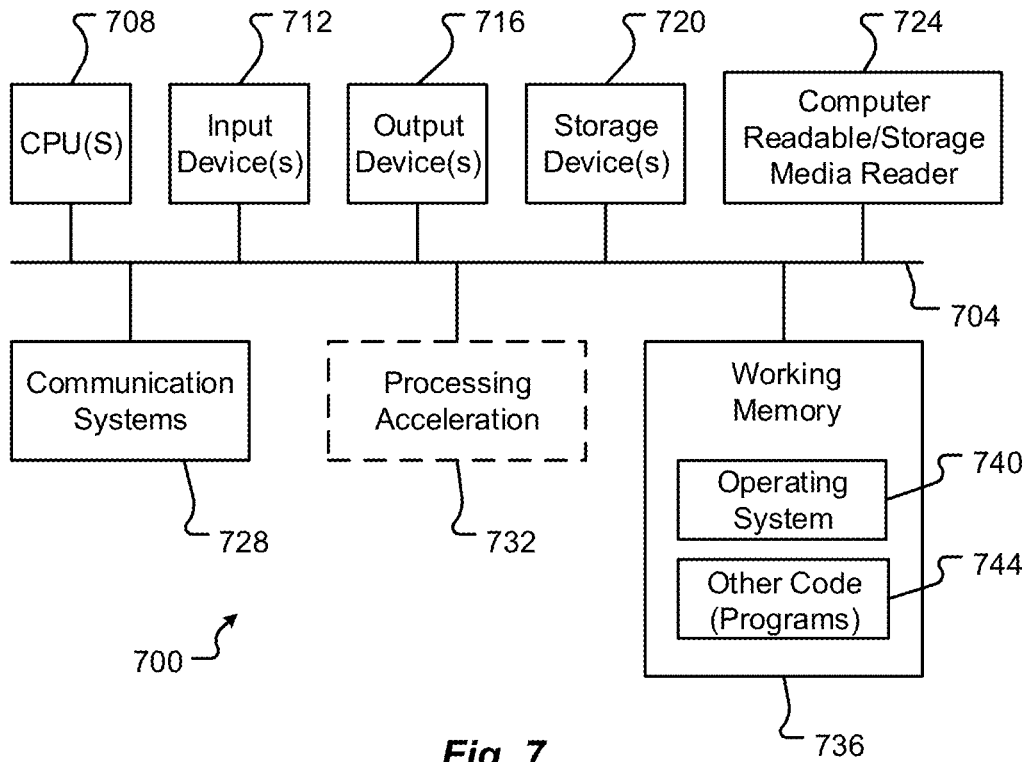 708
712
716
720
724
CPU(S)
Input
Device(s)
Output
Device(s)
Storage
Device(s)
Computer
Readable/Storage
Media Reader
704
Communication
Systems
Processing
Acceleration
Working
Memory
Operating
System
740
Other Code
(Programs)
744
728
732
700
736
Fig. 7